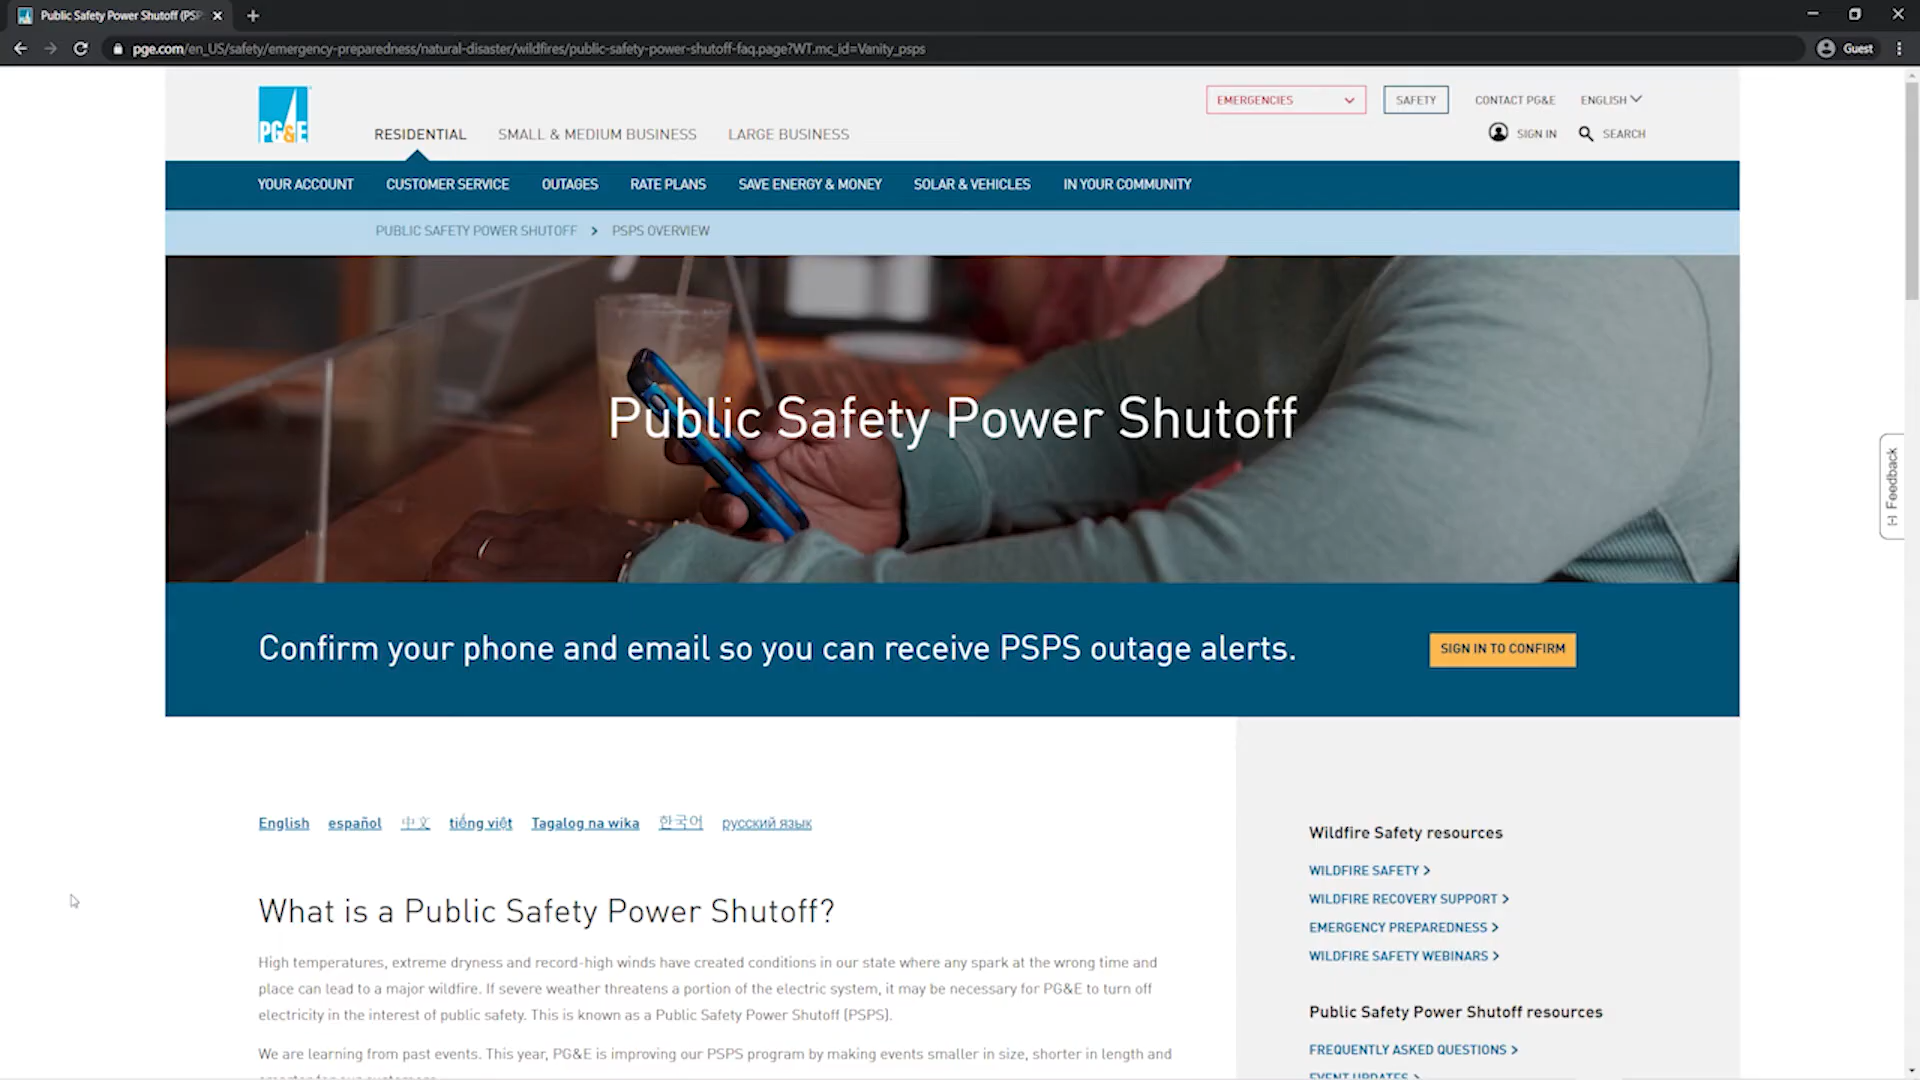 Public Safety Power Shutoff (PSP
pge.com/en_US/safety/emergency-preparedness/natural-disaster/wildfires/public-safety-power-shutoff-faq.page?WT.mc_id=Vanity_psps
Guest
PG&E
RESIDENTIAL
SMALL & MEDIUM BUSINESS
LARGE BUSINESS
EMERGENCIES
SAFETY
CONTACT PG&E
ENGLISH
SIGN IN
SEARCH
YOUR ACCOUNT
CUSTOMER SERVICE
OUTAGES
RATE PLANS
SAVE ENERGY & MONEY
SOLAR & VEHICLES
IN YOUR COMMUNITY
PUBLIC SAFETY POWER SHUTOFF > PSPS OVERVIEW
Public Safety Power Shutoff
[+] Feedback
Confirm your phone and email so you can receive PSPS outage alerts.
SIGN IN TO CONFIRM
English español 中文 tiếng việt Tagalog na wika 한국어 русский язык
What is a Public Safety Power Shutoff?
High temperatures, extreme dryness and record-high winds have created conditions in our state where any spark at the wrong time and
place can lead to a major wildfire. If severe weather threatens a portion of the electric system, it may be necessary for PG&E to turn off
electricity in the interest of public safety. This is known as a Public Safety Power Shutoff (PSPS).
We are learning from past events. This year, PG&E is improving our PSPS program by making events smaller in size, shorter in length and
Wildfire Safety resources
WILDFIRE SAFETY >
WILDFIRE RECOVERY SUPPORT >
EMERGENCY PREPAREDNESS >
WILDFIRE SAFETY WEBINARS >
Public Safety Power Shutoff resources
FREQUENTLY ASKED QUESTIONS >
EVENT UPDATES >